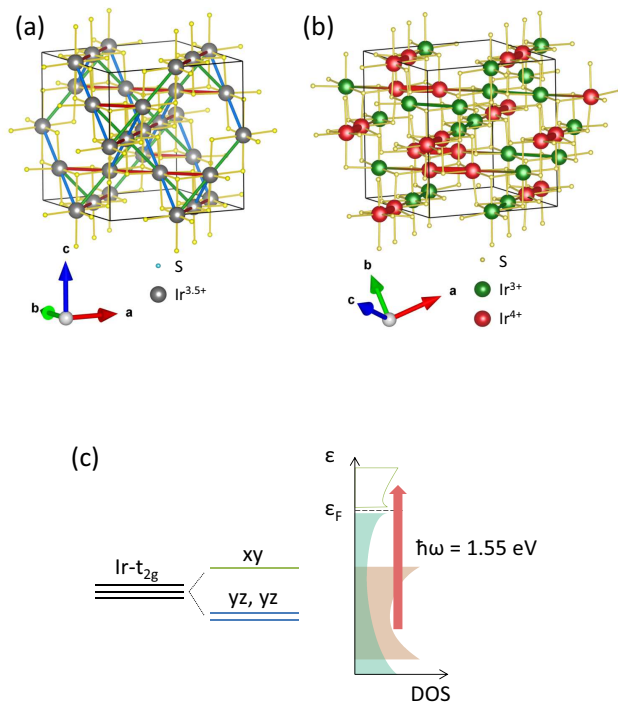 (a)
c
b
a
S
Ir3.5+
(b)
b
c
a
S
Ir3+
Ir4+
(c)
Ir-t2g
xy
yz, yz
ε
εF
ħω = 1.55 eV
DOS